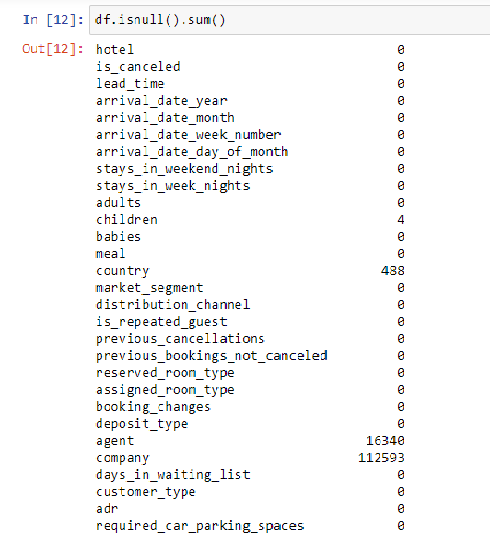 In [12]: df.isnull().sum()
Out[12]: hotel 0
is_canceled 0
lead_time 0
arrival_date_year 0
arrival_date_month 0
arrival_date_week_number 0
arrival_date_day_of_month 0
stays_in_weekend_nights 0
stays_in_week_nights 0
adults 0
children 4
babies 0
meal 0
country 488
market_segment 0
distribution_channel 0
is_repeated_guest 0
previous_cancellations 0
previous_bookings_not_canceled 0
reserved_room_type 0
assigned_room_type 0
booking_changes 0
deposit_type 0
agent 16340
company 112593
days_in_waiting_list 0
customer_type 0
adr 0
required_car_parking_spaces 0